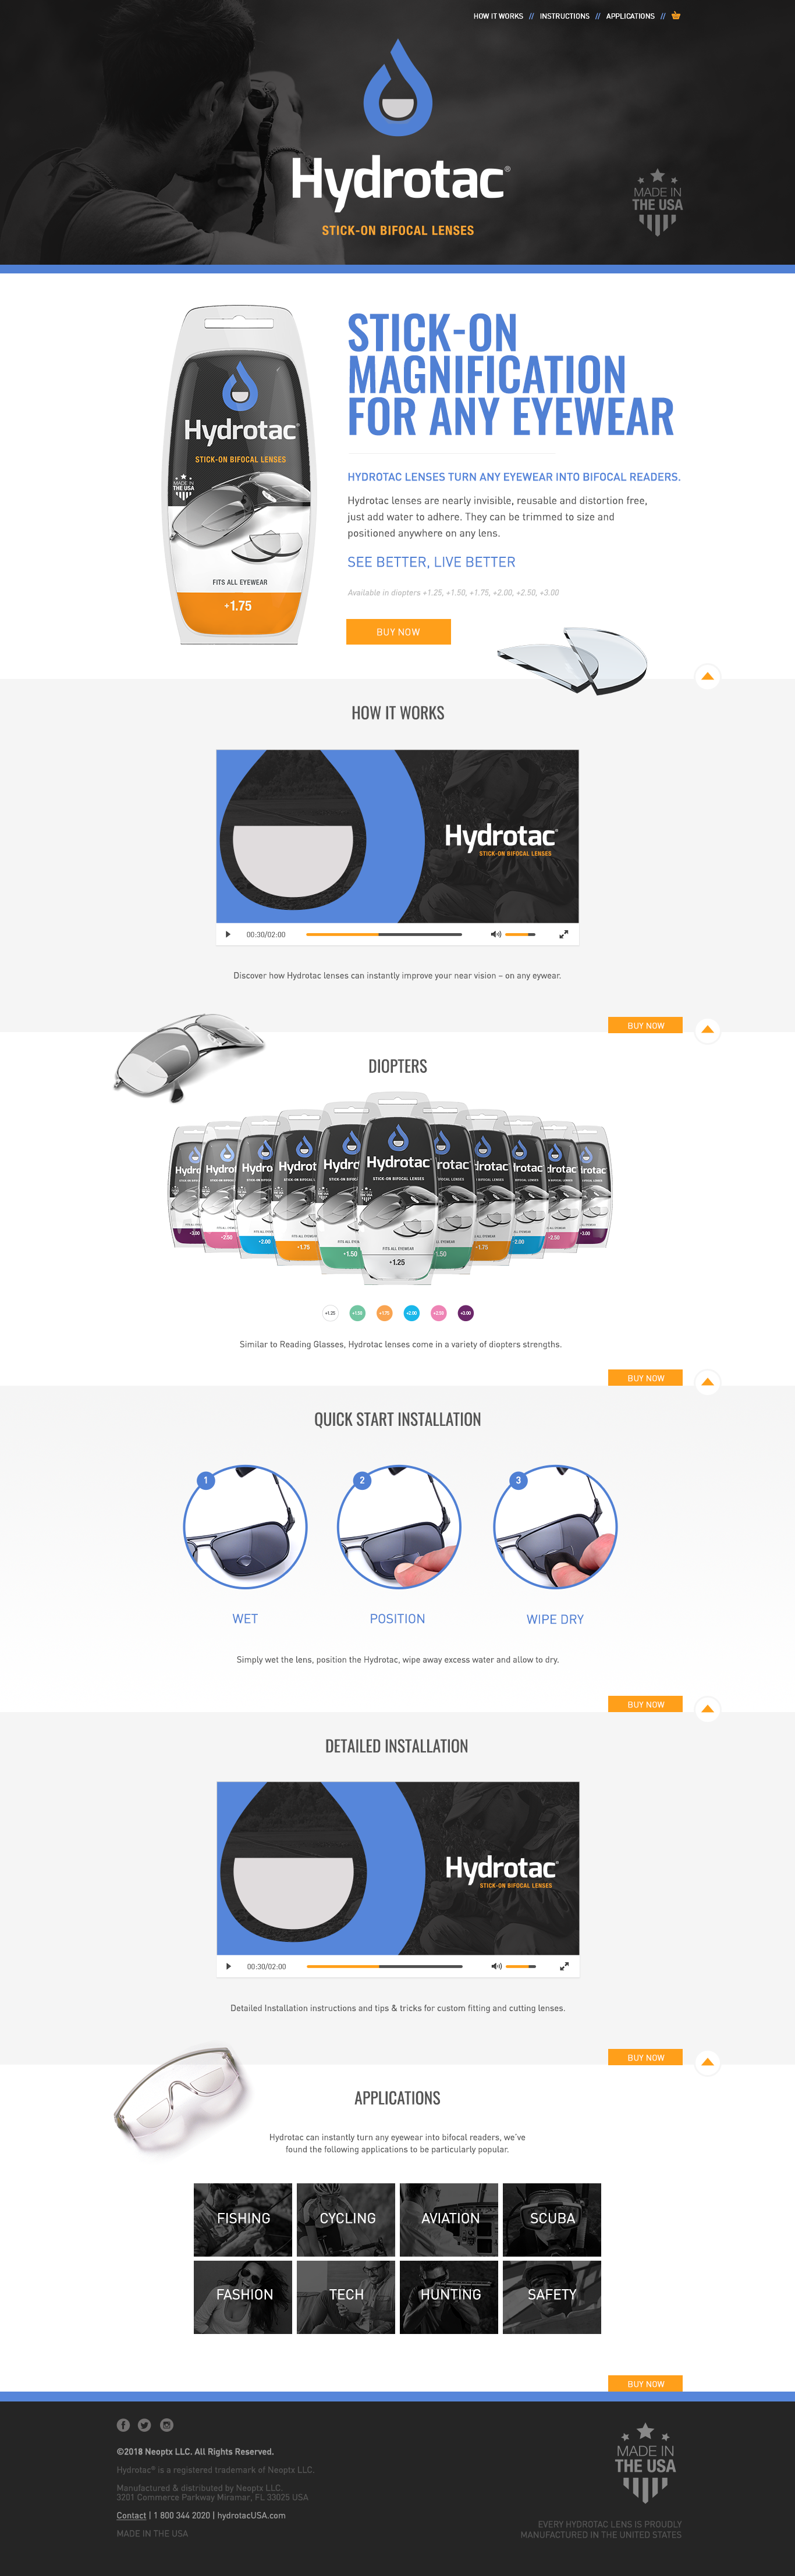 HOW IT WORKS // INSTRUCTIONS // APPLICATIONS //
Hydrotac®
STICK-ON BIFOCAL LENSES
MADE IN
THE USA
Hydrotac
STICK-ON BIFOCAL LENSES
MADE IN
THE USA
FITS ALL EYEWEAR
+1.75
STICK-ON
MAGNIFICATION
FOR ANY EYEWEAR
HYDROTAC LENSES TURN ANY EYEWEAR INTO BIFOCAL READERS.
Hydrotac lenses are nearly invisible, reusable and distortion free,
just add water to adhere. They can be trimmed to size and
positioned anywhere on any lens.
SEE BETTER, LIVE BETTER
Available in diopters +1.25, +1.50, +1.75, +2.00, +2.50, +3.00
BUY NOW
HOW IT WORKS
Hydrotac
STICK-ON BIFOCAL LENSES
00:30/02:00
Discover how Hydrotac lenses can instantly improve your near vision – on any eywear.
BUY NOW
DIOPTERS
Hydro Hydrot Hydro Hydrot Hydro Hydrotac rotac drotac rotac drotac lrotac
STICK-ON BIFOCAL LENSES
FITS ALL EYEWEAR
+3.00 +2.50 +2.00 +1.75 +1.50 +1.25 1.50 +1.75 2.00 +2.50 +3.00
+1.25 +1.50 +1.75 +2.00 +2.50 +3.00
Similar to Reading Glasses, Hydrotac lenses come in a variety of diopters strengths.
BUY NOW
QUICK START INSTALLATION
1 2 3
WET POSITION WIPE DRY
Simply wet the lens, position the Hydrotac, wipe away excess water and allow to dry.
BUY NOW
DETAILED INSTALLATION
Hydrotac
STICK-ON BIFOCAL LENSES
00:30/02:00
Detailed Installation instructions and tips & tricks for custom fitting and cutting lenses.
BUY NOW
APPLICATIONS
Hydrotac can instantly turn any eyewear into bifocal readers, we've
found the following applications to be particularly popular.
FISHING CYCLING AVIATION SCUBA
FASHION TECH HUNTING SAFETY
BUY NOW
©2018 Neoptx LLC. All Rights Reserved.
Hydrotac® is a registered trademark of Neoptx LLC.
Manufactured & distributed by Neoptx LLC.
3201 Commerce Parkway Miramar, FL 33025 USA
Contact | 1 800 344 2020 | hydrotacUSA.com
MADE IN THE USA
MADE IN
THE USA
EVERY HYDROTAC LENS IS PROUDLY
MANUFACTURED IN THE UNITED STATES